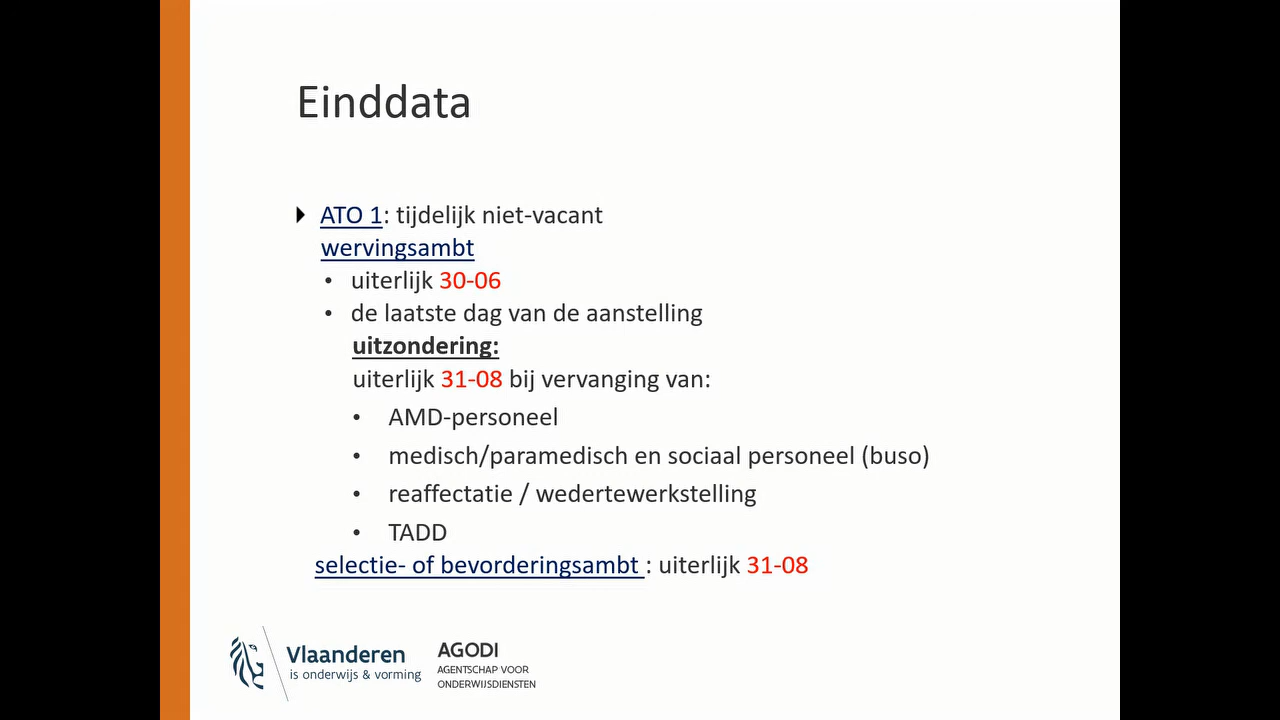 Einddata
ATO 1: tijdelijk niet-vacant
wervingsambt
• uiterlijk 30-06
• de laatste dag van de aanstelling
uitzondering:
uiterlijk 31-08 bij vervanging van:
• AMD-personeel
• medisch/paramedisch en sociaal personeel (buso)
• reaffectatie / wedertewerkstelling
• TADD
selectie- of bevorderingsambt : uiterlijk 31-08
Vlaanderen
is onderwijs & vorming
AGODI
AGENTSCHAP VOOR
ONDERWIJSDIENSTEN